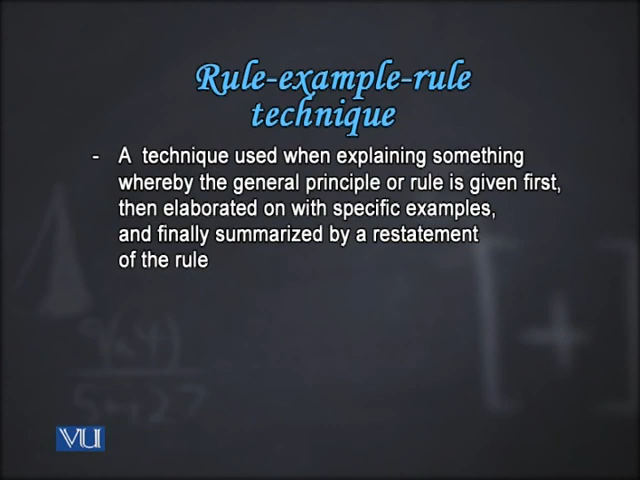 Rule-example-rule
technique
- A technique used when explaining something
whereby the general principle or rule is given first,
then elaborated on with specific examples,
and finally summarized by a restatement
of the rule
VU